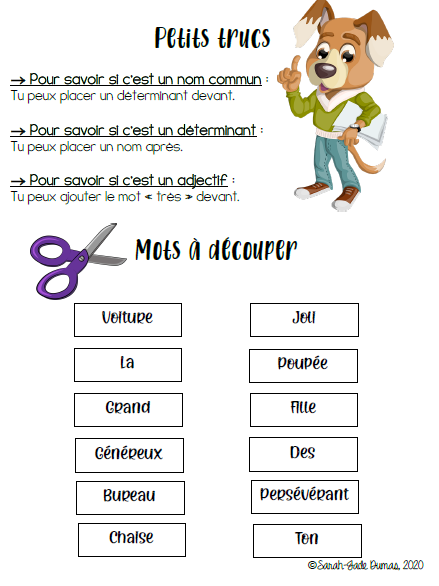 Petits trucs
→ Pour savoir si c'est un nom commun :
Tu peux placer un déterminant devant.
→ Pour savoir si c'est un déterminant :
Tu peux placer un nom après.
→ Pour savoir si c'est un adjectif :
Tu peux ajouter le mot « très » devant.
Mots à découper
Voiture
Joli
La
Poupée
Grand
Fille
Généreux
Des
Bureau
Persévérant
Chaise
Ton
©Sarah-Jade Dumas, 2020